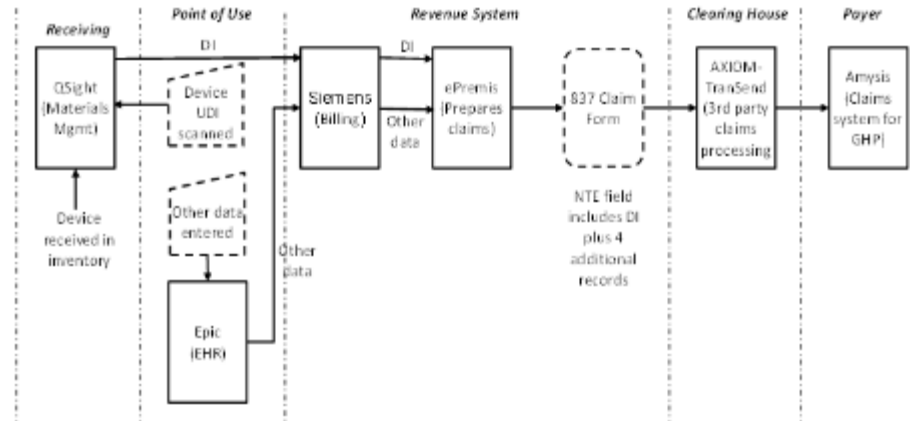 Receiving
Point of Use
Revenue System
Clearing House
Payer
QSight
(Materials
Mgmt)
Device
received in
inventory
DI
Device
UDI
scanned
Other data
entered
Epic
(EHR)
Other
data
Siemens
(Billing)
DI
Other
data
ePremis
(Prepares
claims)
837 Claim
Form
NTE field
includes DI
plus 4
additional
records
AXIOM-
TranSend
(3rd party
claims
processing
Amysis
(Claims
system for
GHP)